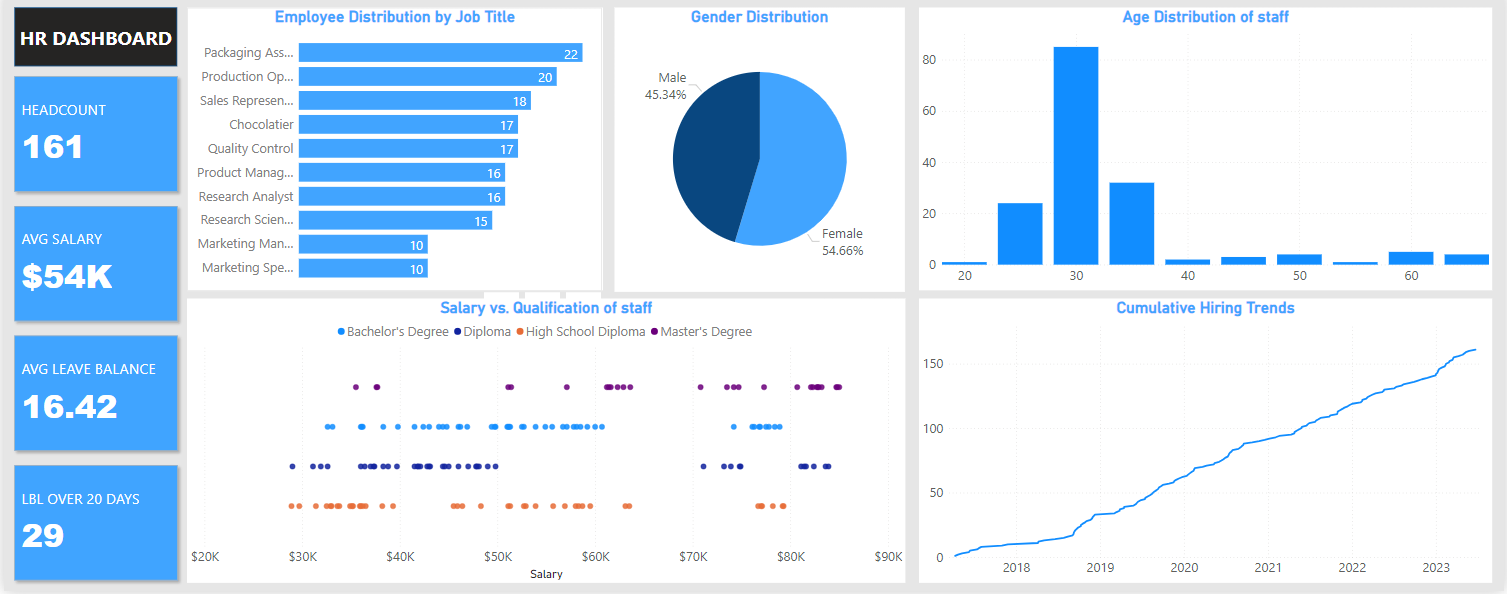 HR DASHBOARD
HEADCOUNT
161
AVG SALARY
$54K
AVG LEAVE BALANCE
16.42
LBL OVER 20 DAYS
29
Employee Distribution by Job Title
Packaging Ass... 22
Production Op... 20
Sales Represen... 18
Chocolatier 17
Quality Control 17
Product Manag... 16
Research Analyst 16
Research Scien... 15
Marketing Man... 10
Marketing Spe... 10
Gender Distribution
Male
45.34%
Female
54.66%
Age Distribution of staff
80
60
40
20
0
20 30 40 50 60
Salary vs. Qualification of staff
Bachelor's Degree Diploma High School Diploma Master's Degree
$20K $30K $40K $50K $60K $70K $80K $90K
Salary
Cumulative Hiring Trends
150
100
50
0
2018 2019 2020 2021 2022 2023